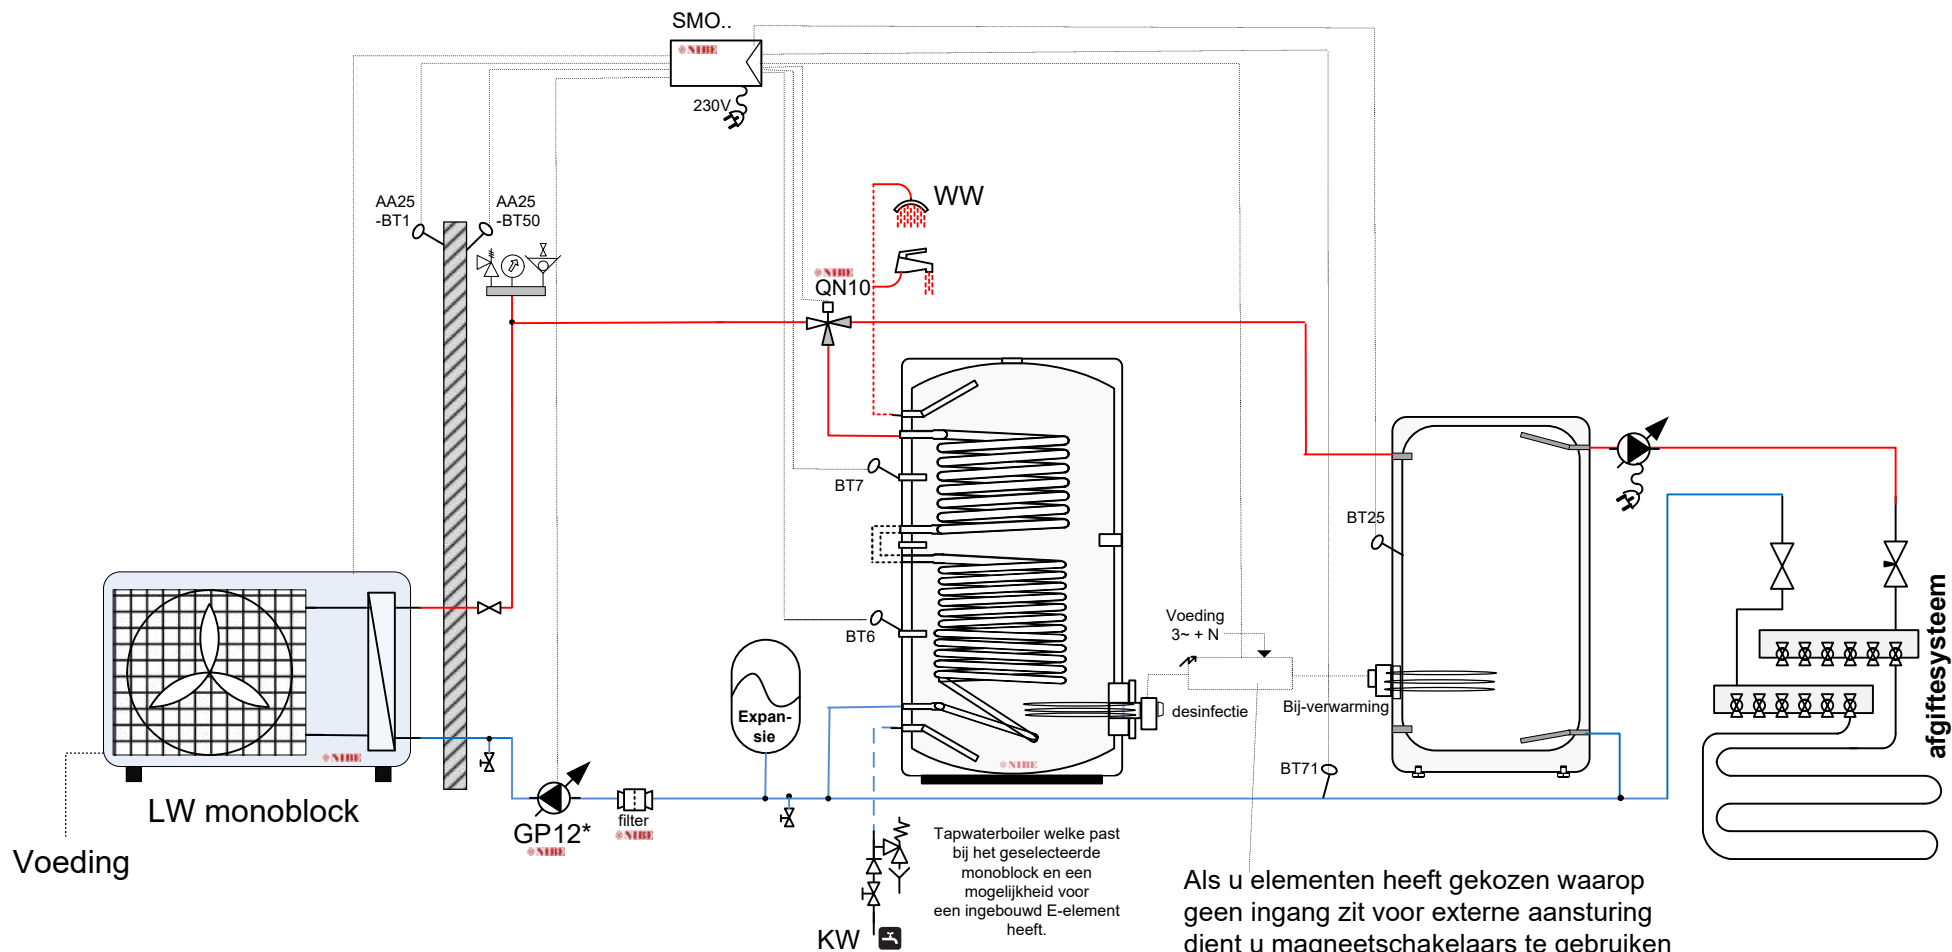 SMO..
NIBE
230V
AA25
-BT1
AA25
-BT50
WW
NIBE
QN10
BT7
BT25
BT6
Voeding
3~ + N
Expan-
sie
desinfectie
Bij-verwarming
afgiftesysteem
NIBE
NIBE
BT71
LW monoblock
GP12*
NIBE
filter
NIBE
Voeding
Tapwaterboiler welke past
bij het geselecteerde
monoblock en een
mogelijkheid voor
een ingebouwd E-element
heeft.
KW
Als u elementen heeft gekozen waarop
geen ingang zit voor externe aansturing
dient u magneetschakelaars te gebruiken